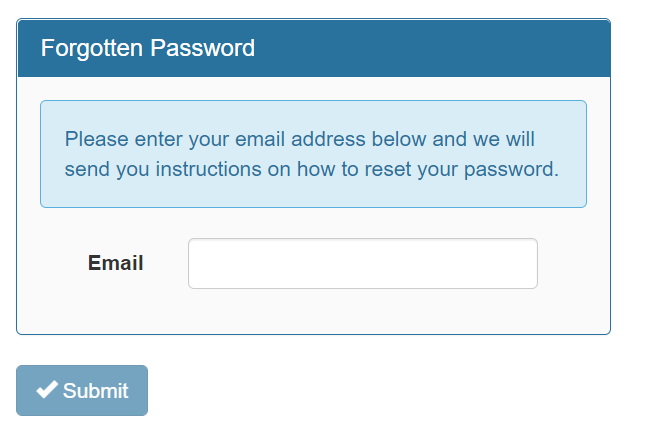 Forgotten Password
Please enter your email address below and we will
send you instructions on how to reset your password.
Email
Submit